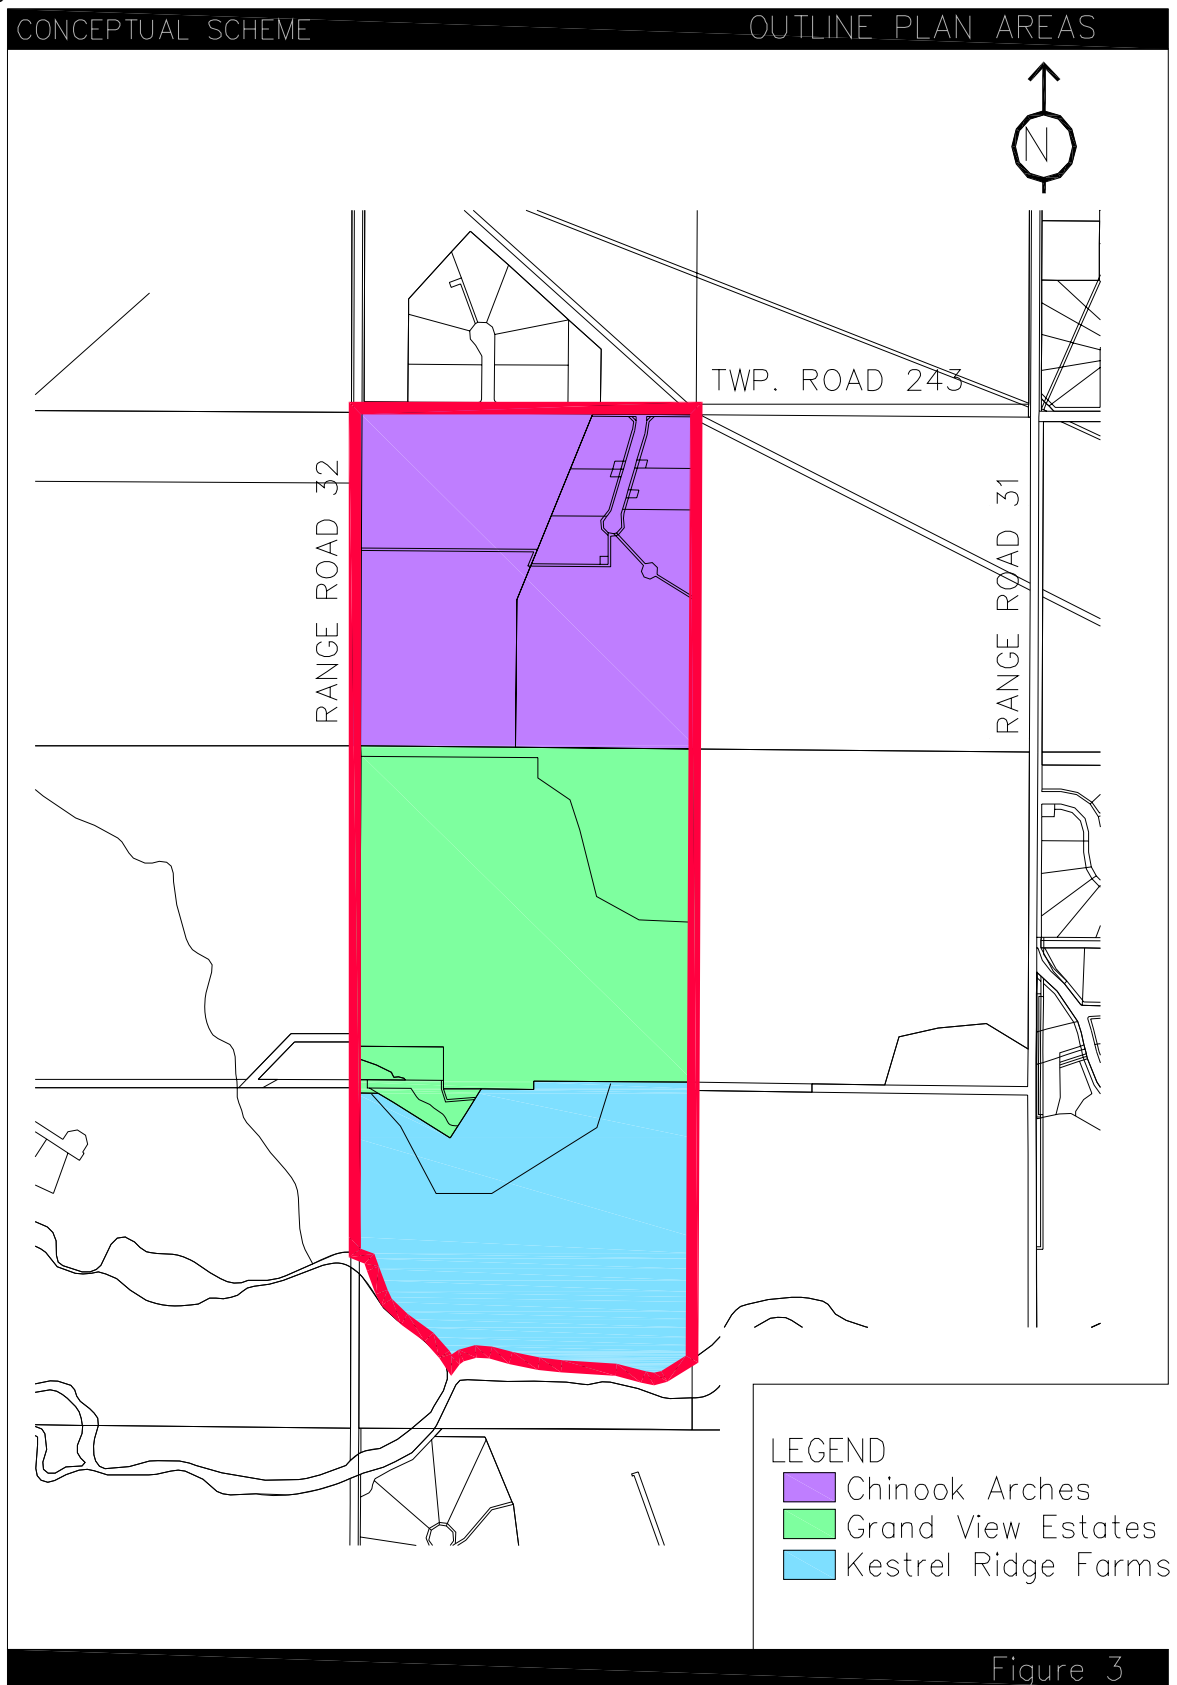 CONCEPTUAL SCHEME
OUTLINE PLAN AREAS
N
TWP. ROAD 243
RANGE ROAD 32
RANGE ROAD 31
LEGEND
Chinook Arches
Grand View Estates
Kestrel Ridge Farms
Figure 3